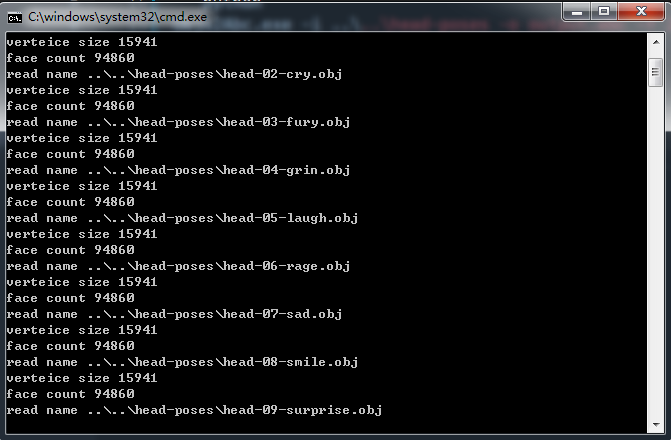 C:\windows\system32\cmd.exe
verteice size 15941
face count 94860
read name ..\..\head-poses\head-02-cry.obj
verteice size 15941
face count 94860
read name ..\..\head-poses\head-03-fury.obj
verteice size 15941
face count 94860
read name ..\..\head-poses\head-04-grin.obj
verteice size 15941
face count 94860
read name ..\..\head-poses\head-05-laugh.obj
verteice size 15941
face count 94860
read name ..\..\head-poses\head-06-rage.obj
verteice size 15941
face count 94860
read name ..\..\head-poses\head-07-sad.obj
verteice size 15941
face count 94860
read name ..\..\head-poses\head-08-smile.obj
verteice size 15941
face count 94860
read name ..\..\head-poses\head-09-surprise.obj